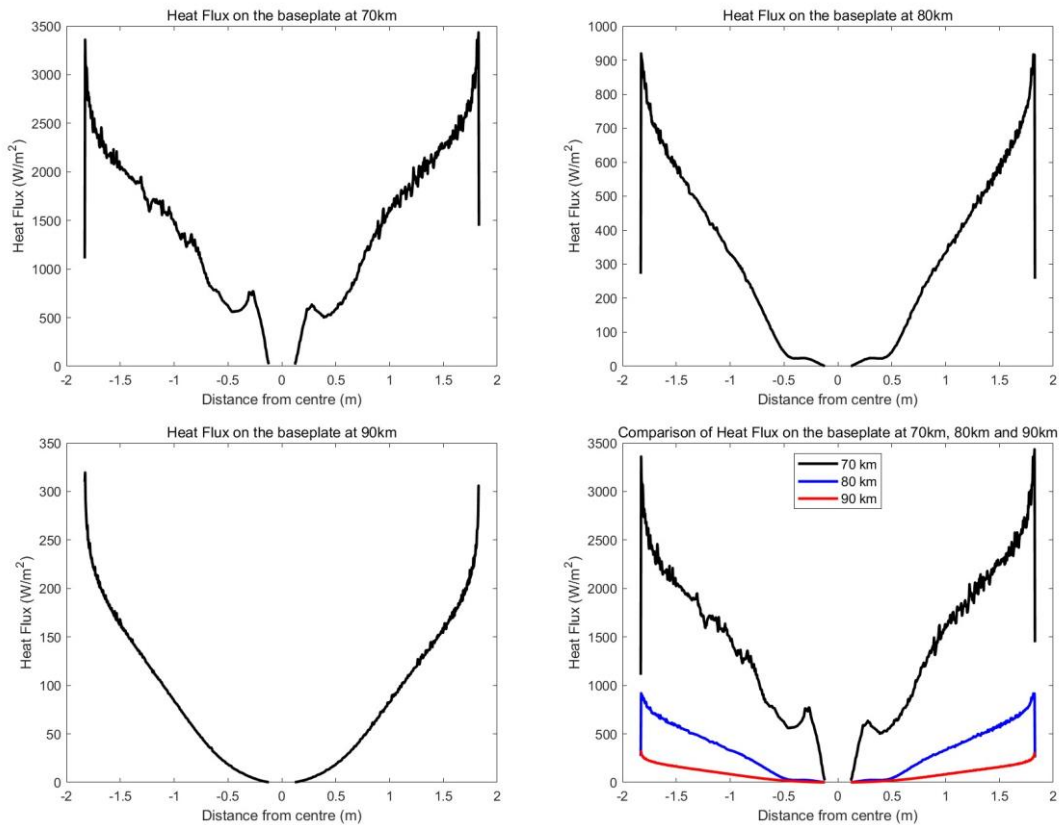 Heat Flux on the baseplate at 70km
3500
3000
2500
2000
1500
1000
500
0
Heat Flux (W/m²)
-2 -1.5 -1 -0.5 0 0.5 1 1.5 2
Distance from centre (m)
Heat Flux on the baseplate at 80km
1000
900
800
700
600
500
400
300
200
100
0
Heat Flux (W/m²)
-2 -1.5 -1 -0.5 0 0.5 1 1.5 2
Distance from centre (m)
Heat Flux on the baseplate at 90km
350
300
250
200
150
100
50
0
Heat Flux (W/m²)
-2 -1.5 -1 -0.5 0 0.5 1 1.5 2
Distance from centre (m)
Comparison of Heat Flux on the baseplate at 70km, 80km and 90km
3500
3000
2500
2000
1500
1000
500
0
Heat Flux (W/m²)
70 km
80 km
90 km
-2 -1.5 -1 -0.5 0 0.5 1 1.5 2
Distance from centre (m)